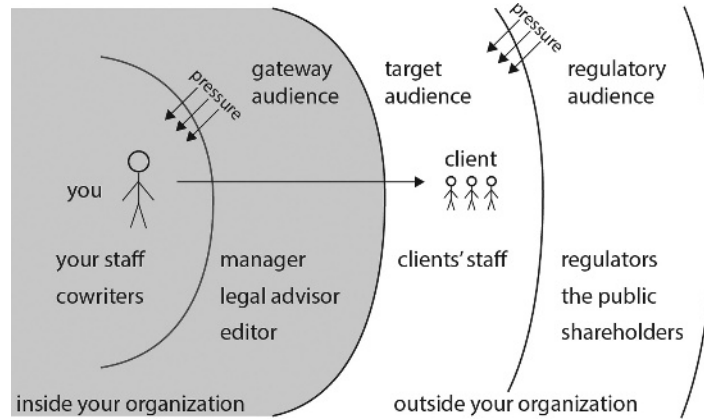 pressure
gateway audience
target audience
pressure
regulatory audience
you
client
your staff
cowriters
manager
legal advisor
editor
clients' staff
regulators
the public
shareholders
inside your organization
outside your organization